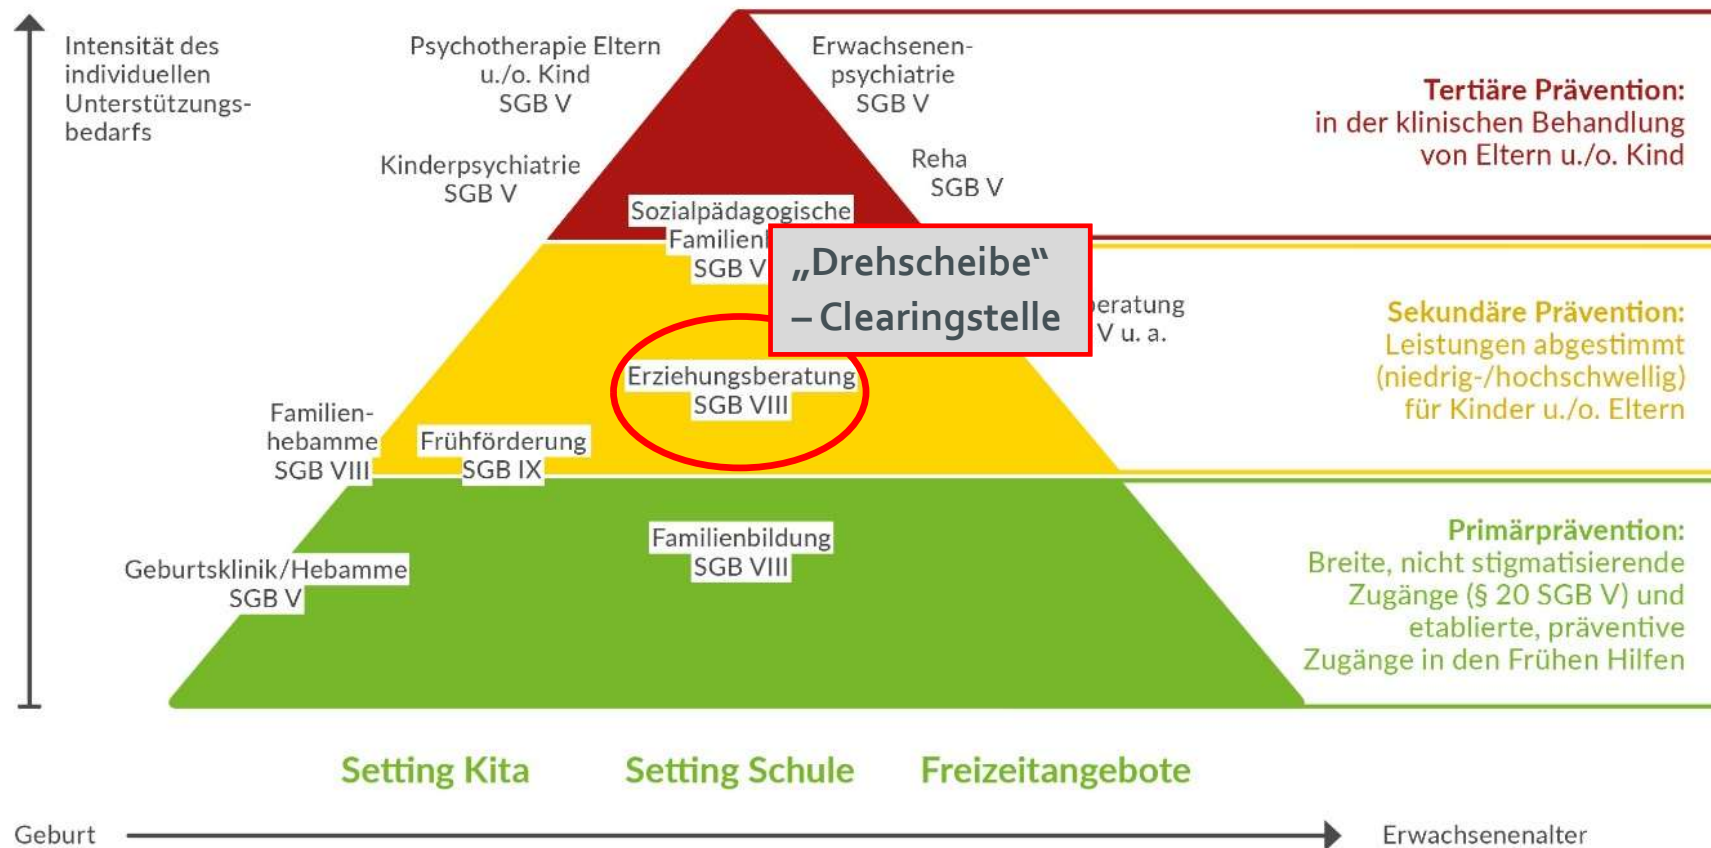 Intensität des
individuellen
Unterstützungs-
bedarfs
Psychotherapie Eltern
u./o. Kind
SGB V
Erwachsenen-
psychiatrie
SGB V
Kinderpsychiatrie
SGB V
Reha
SGB V
Tertiäre Prävention:
in der klinischen Behandlung
von Eltern u./o. Kind
Sozialpädagogische
SGB
„Drehscheibe“
– Clearingstelle
V u. a.
Sekundäre Prävention:
Leistungen abgestimmt
(niedrig-/hochschwellig)
für Kinder u./o. Eltern
Erziehungsberatung
SGB VIII
Familien-
hebamme
SGB VIII
Frühförderung
SGB IX
Familienbildung
SGB VIII
Geburtsklinik/Hebamme
SGB V
Primärprävention:
Breite, nicht stigmatisierende
Zugänge (§ 20 SGB V) und
etablierte, präventive
Zugänge in den Frühen Hilfen
Setting Kita
Setting Schule
Freizeitangebote
Geburt
Erwachsenenalter